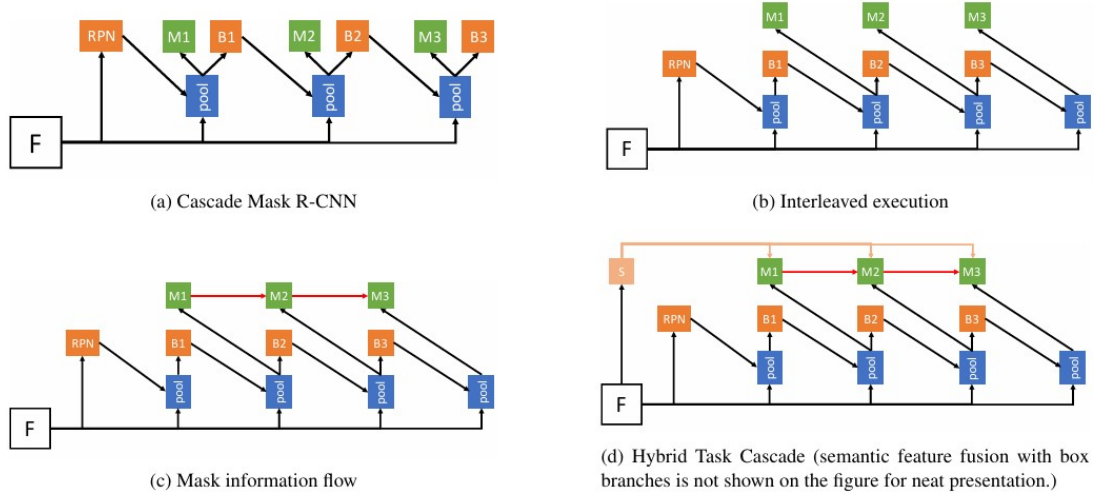 RPN M1 B1 M2 B2 M3 B3
pool pool pool
F
(a) Cascade Mask R-CNN
M1 M2 M3
RPN B1 B2 B3
pool pool pool pool
F
(b) Interleaved execution
M1 M2 M3
RPN B1 B2 B3
pool pool pool pool
F
(c) Mask information flow
S M1 M2 M3
RPN B1 B2 B3
pool pool pool pool
F
(d) Hybrid Task Cascade (semantic feature fusion with box
branches is not shown on the figure for neat presentation.)